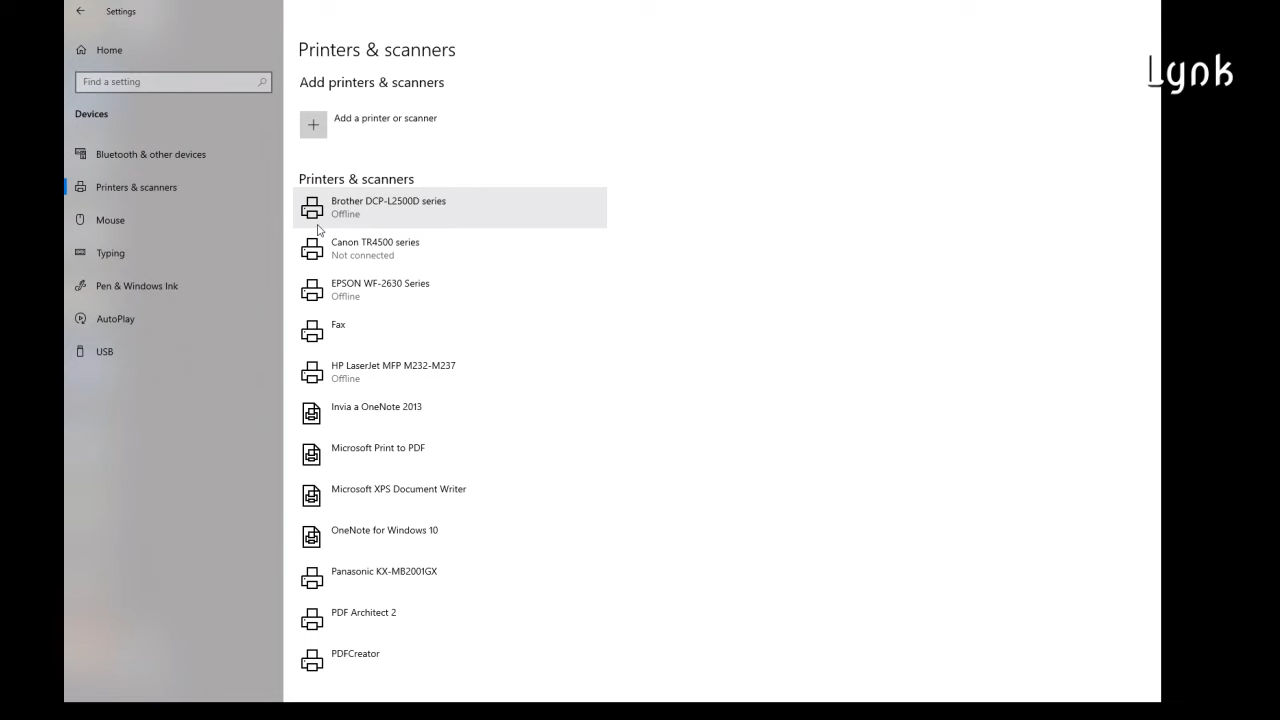 Settings
Home
Find a setting
Devices
Bluetooth & other devices
Printers & scanners
Mouse
Typing
Pen & Windows Ink
AutoPlay
USB
Printers & scanners
Add printers & scanners
Add a printer or scanner
Printers & scanners
Brother DCP-L2500D series
Offline
Canon TR4500 series
Not connected
EPSON WF-2630 Series
Offline
Fax
HP LaserJet MFP M232-M237
Offline
Invia a OneNote 2013
Microsoft Print to PDF
Microsoft XPS Document Writer
OneNote for Windows 10
Panasonic KX-MB2001GX
PDF Architect 2
PDFCreator
Lynk